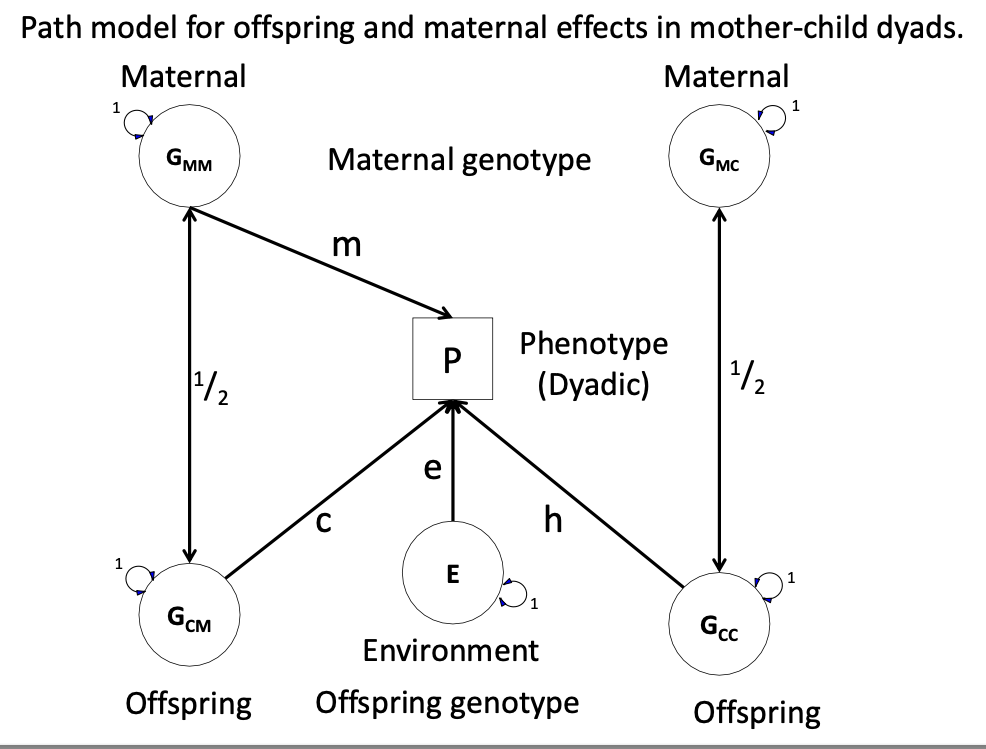 Path model for offspring and maternal effects in mother-child dyads.
Maternal Maternal
1 1
GMM Maternal genotype GMC
m
P Phenotype
(Dyadic)
1/2 1/2
e
c h
1 E 1
GCM 1 GCC
Environment
Offspring Offspring genotype Offspring